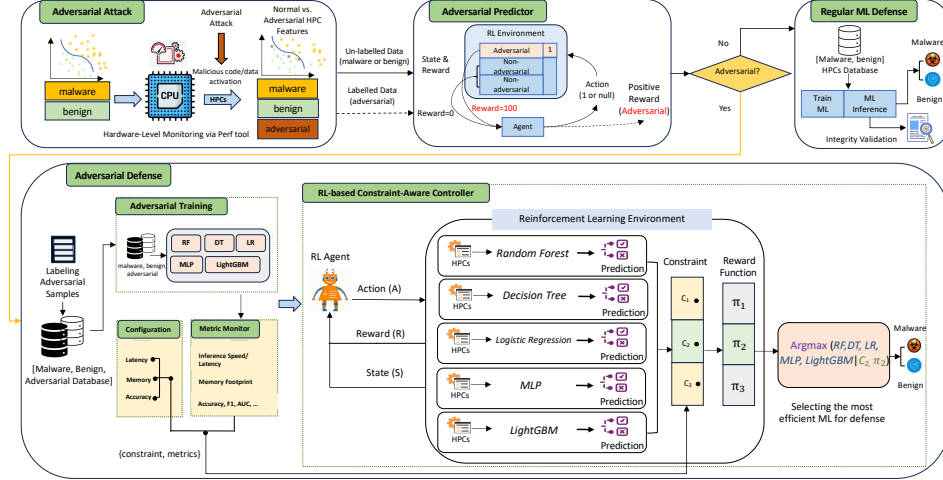 Adversarial Attack
Adversarial
Attack
Normal vs.
Adversarial HPC
Features
malware
benign
CPU
Malicious code/data
activation
HPCs
malware
benign
adversarial
Hardware-Level Monitoring via Perf tool
Un-labelled Data
(malware or benign)
Labelled Data
(adversarial)
Adversarial Predictor
RL Environment
Adversarial 1
Non-
adversarial
Non-
adversarial
State &
Reward
Reward=0
Reward=100
Agent
Action
(1 or null)
Positive
Reward
(Adversarial)
No
Adversarial?
Yes
Regular ML Defense
[Malware, benign]
HPCs Database
Train
ML
ML
Inference
Malware
Benign
Integrity Validation
Adversarial Defense
Labeling
Adversarial
Samples
[Malware, Benign,
Adversarial Database]
Adversarial Training
malware, benign,
adversarial
RF
DT
LR
MLP
LightGBM
Configuration
Latency
Memory
Accuracy
Metric Monitor
Inference Speed/
Latency
Memory Footprint
Accuracy, F1, AUC, ...
{constraint, metrics}
RL-based Constraint-Aware Controller
RL Agent
Action (A)
Reward (R)
State (S)
Reinforcement Learning Environment
HPCs
Random Forest
Prediction
HPCs
Decision Tree
Prediction
HPCs
Logistic Regression
Prediction
HPCs
MLP
Prediction
HPCs
LightGBM
Prediction
Constraint
C₁
C₂
C₃
Reward
Function
π₁
π₂
π₃
Argmax (RF,DT, LR,
MLP, LightGBM|C₂, π₂)
Selecting the most
efficient ML for defense
Malware
Benign